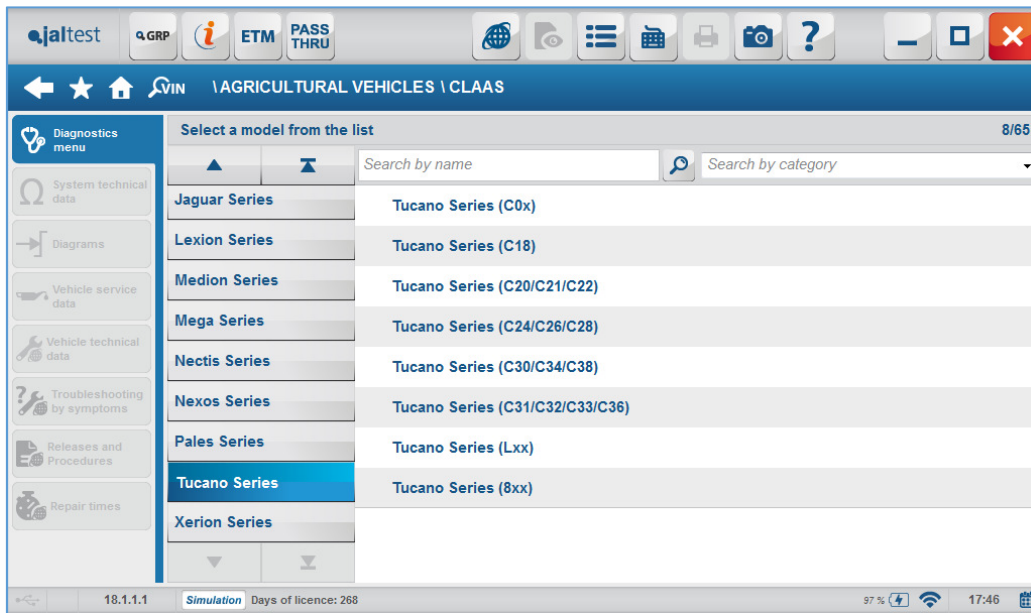 jaltest GRP i ETM PASS THRU ?
VIN \ AGRICULTURAL VEHICLES \ CLAAS
Diagnostics menu
System technical data
Diagrams
Vehicle service data
Vehicle technical data
Troubleshooting by symptoms
Releases and Procedures
Repair times
Select a model from the list 8/65
Search by name Search by category
Jaguar Series
Lexion Series
Medion Series
Mega Series
Nectis Series
Nexos Series
Pales Series
Tucano Series
Xerion Series
Tucano Series (C0x)
Tucano Series (C18)
Tucano Series (C20/C21/C22)
Tucano Series (C24/C26/C28)
Tucano Series (C30/C34/C38)
Tucano Series (C31/C32/C33/C36)
Tucano Series (Lxx)
Tucano Series (8xx)
18.1.1.1 Simulation Days of licence: 268 97 % 17:46